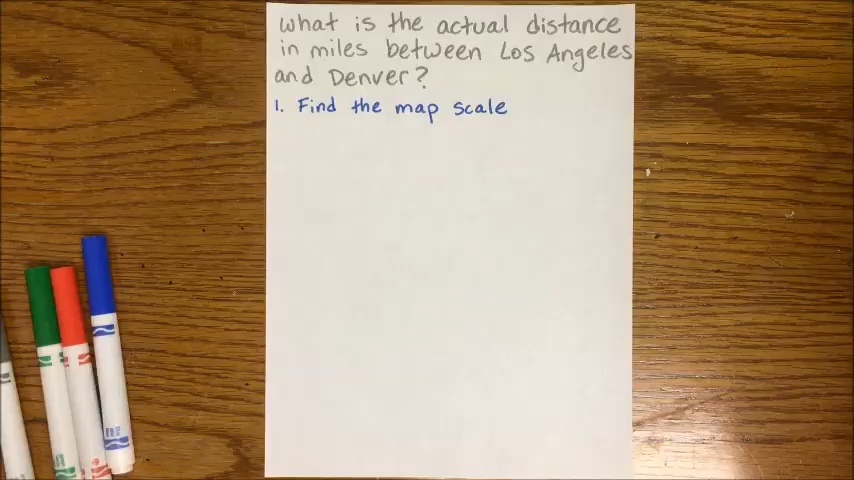 what is the actual distance
in miles between Los Angeles
and Denver?
1. Find the map scale